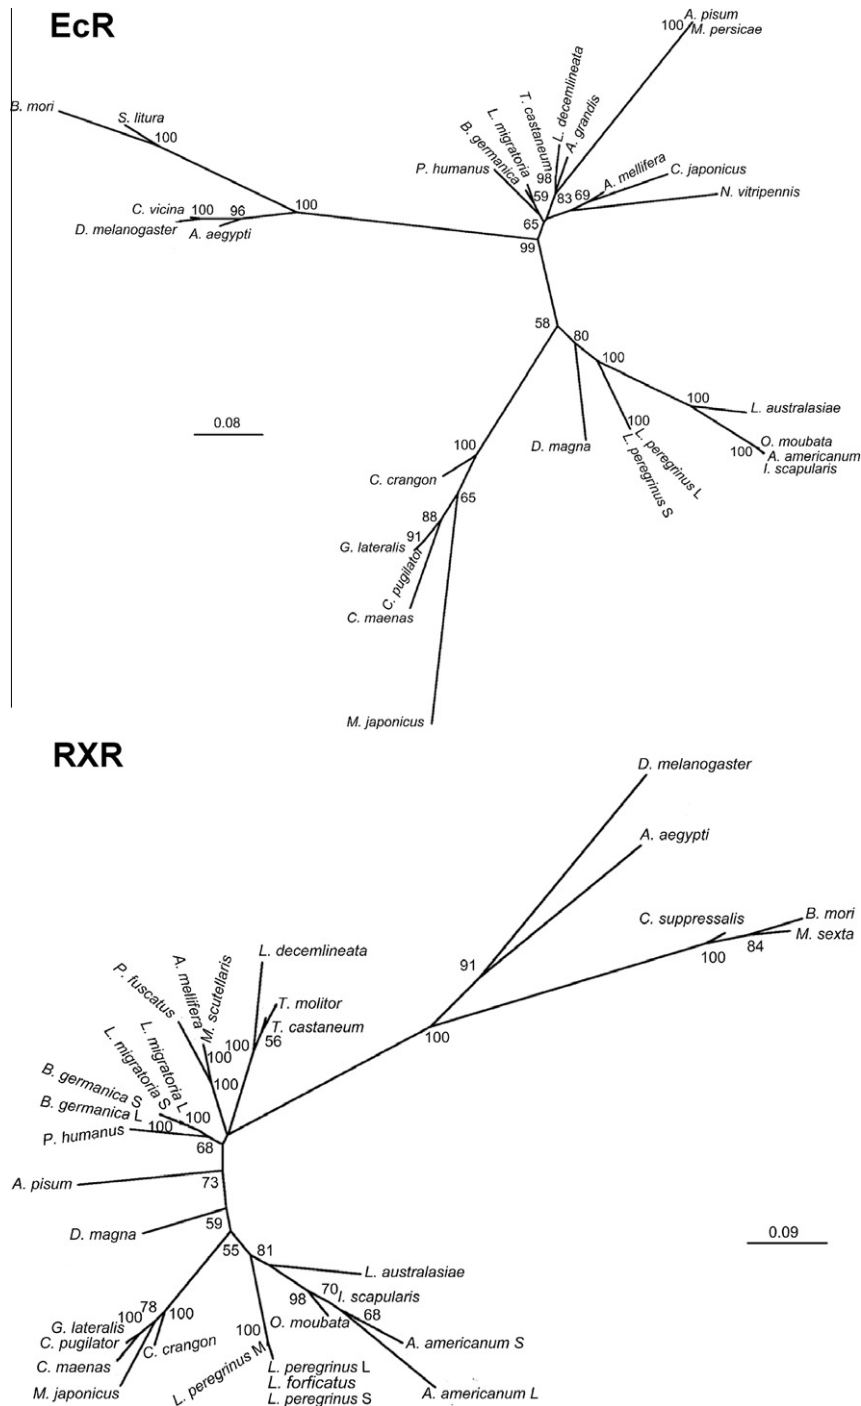 EcR
A. pisum
100
M. persicae
B. mori
S. litura
100
L. decemlineata
A. grandis
T. castaneum
L. migratoria
B. germanica
P. humanus
98
59
83
69
A. mellifera
C. japonicus
N. vitripennis
65
99
C. vicina
100
96
100
D. melanogaster
A. aegypti
58
80
100
0.08
100
L. australasiae
D. magna
100
L. peregrinus L
L. peregrinus S
O. moubata
100
A. americanum
I. scapularis
100
C. crangon
65
88
91
G. lateralis
C. pugilator
C. maenas
M. japonicus
RXR
D. melanogaster
A. aegypti
C. suppressalis
B. mori
M. sexta
84
100
91
100
L. decemlineata
T. molitor
T. castaneum
56
100
M. scutellaris
A. mellifera
P. fuscatus
100
100
L. migratoria L
L. migratoria S
100
B. germanica S
B. germanica L
100
P. humanus
68
A. pisum
73
D. magna
59
55
81
0.09
L. australasiae
70
I. scapularis
98
O. moubata
68
A. americanum S
A. americanum L
G. lateralis
100
78
100
C. pugilator
C. crangon
C. maenas
M. japonicus
100
L. peregrinus M
L. peregrinus L
L. forficatus
L. peregrinus S